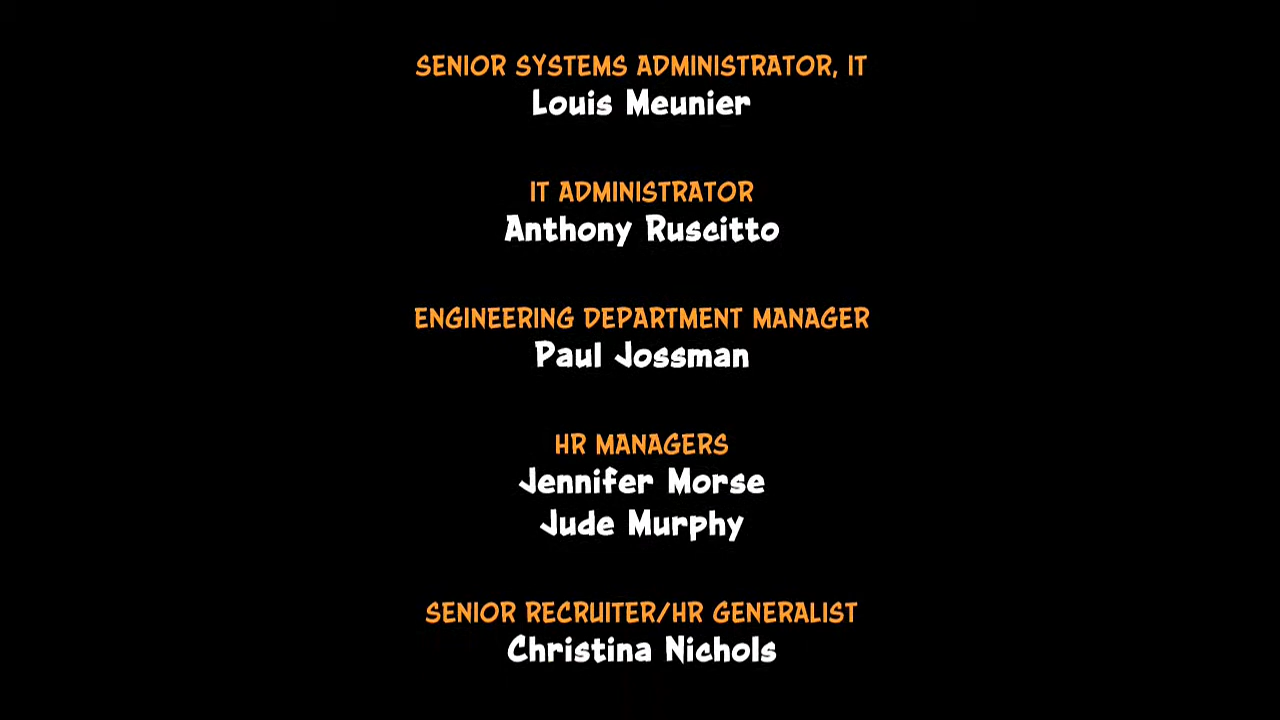 SENIOR SYSTEMS ADMINISTRATOR, IT
Louis Meunier
IT ADMINISTRATOR
Anthony Ruscitto
ENGINEERING DEPARTMENT MANAGER
Paul Jossman
HR MANAGERS
Jennifer Morse
Jude Murphy
SENIOR RECRUITER/HR GENERALIST
Christina Nichols